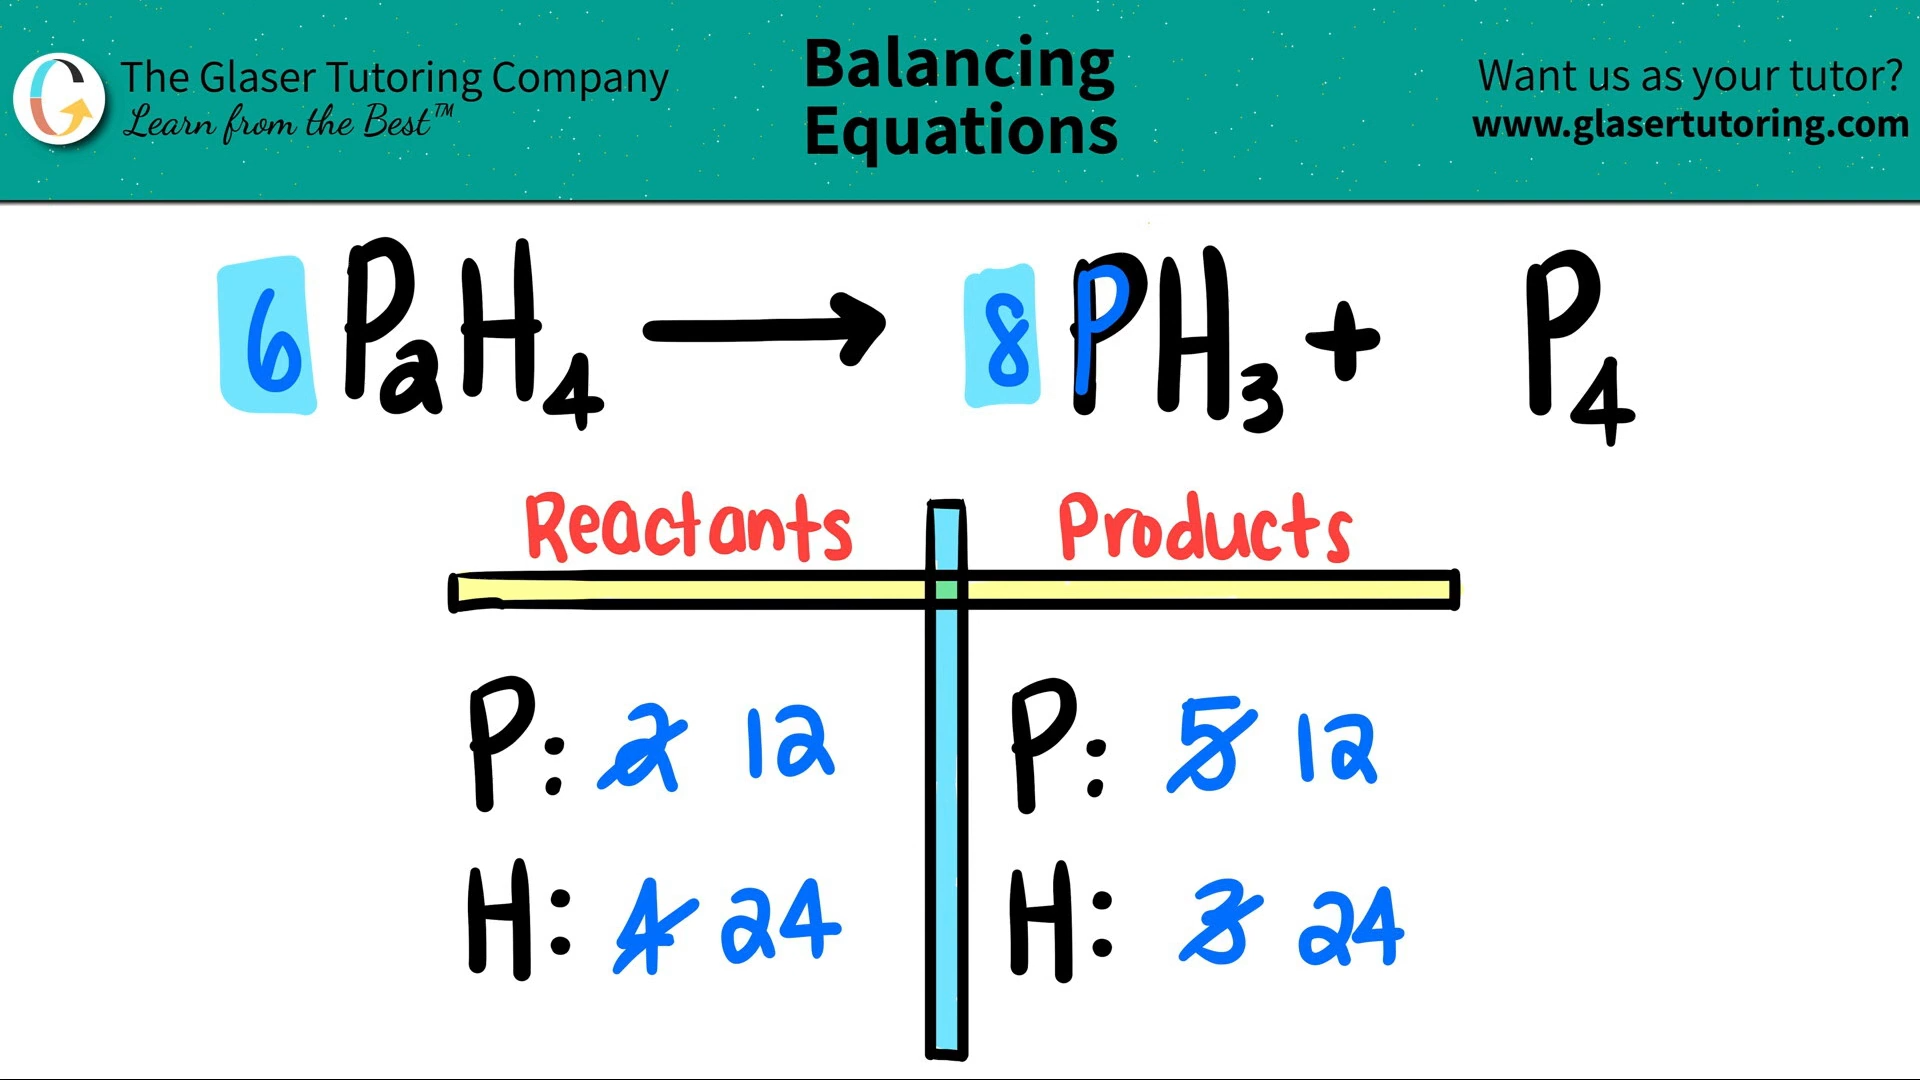 The Glaser Tutoring Company
Learn from the Best™
Balancing
Equations
Want us as your tutor?
www.glasertutoring.com
6 P₂H₄ → 8 PH₃ + P₄
Reactants Products
P: 2 12 P: 5 12
H: 4 24 H: 3 24